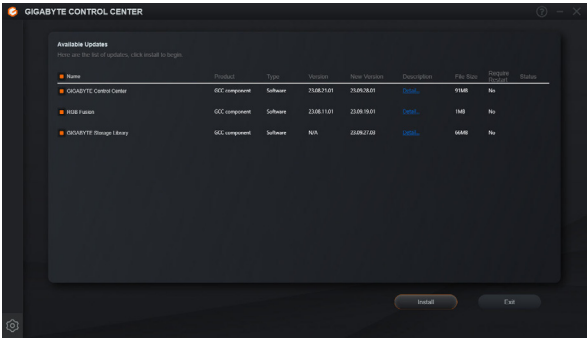 GIGABYTE CONTROL CENTER
Available Updates
Here are the list of updates, click install to begin.
Name Product Type Version New Version Description File Size Require Restart Status
GIGABYTE Control Center GCC component Software 23.08.21.01 23.09.28.01 Detail... 91MB No
RGB Fusion GCC component Software 23.08.11.01 23.09.19.01 Detail... 1MB No
GIGABYTE Storage Library GCC component Software N/A 23.09.27.03 Detail... 66MB No
Install Exit